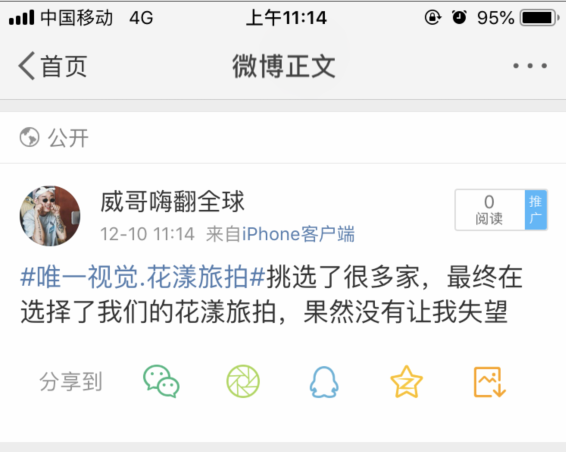 中国移动 4G 上午11:14 95%
首页 微博正文
公开
威哥嗨翻全球
0
阅读
推广
12-10 11:14 来自iPhone客户端
#唯一视觉.花漾旅拍#挑选了很多家，最终在
选择了我们的花漾旅拍，果然没有让我失望
分享到